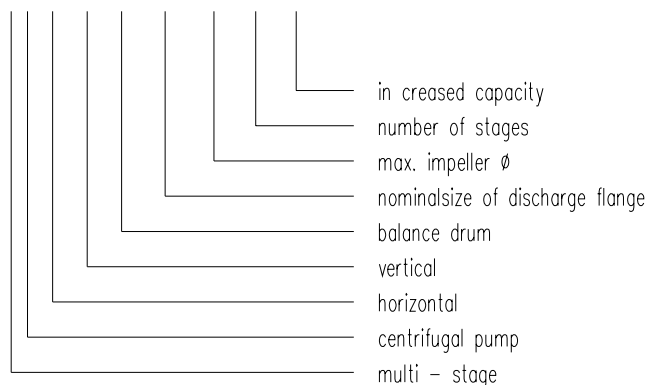 in creased capacity
number of stages
max. impeller Ø
nominalsize of discharge flange
balance drum
vertical
horizontal
centrifugal pump
multi - stage